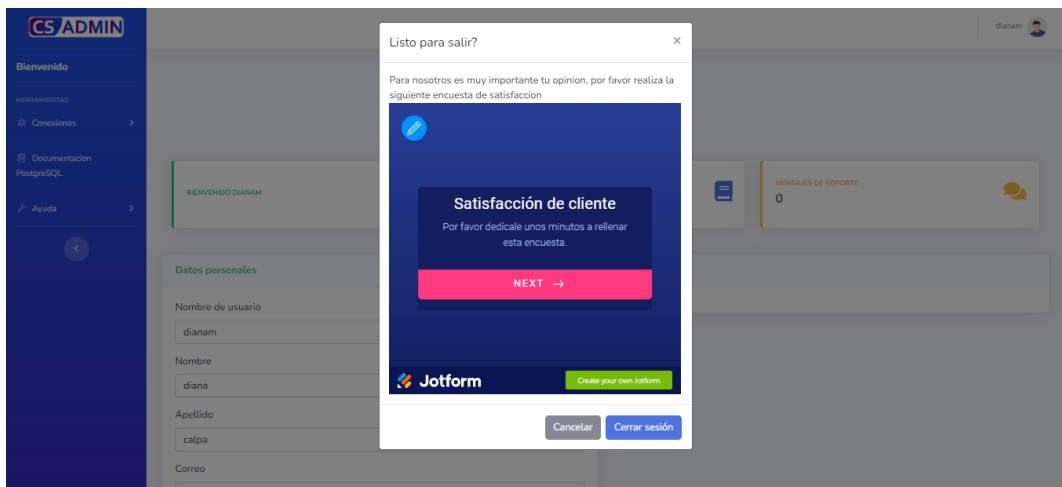 CS ADMIN
dianam
Bienvenido
HERRAMIENTAS
Conexiones
Documentacion
PostgreSQL
Ayuda
BIENVENIDO DIANAM
MENSAJES DE SOPORTE
0
Datos personales
Nombre de usuario
dianam
Nombre
diana
Apellido
calpa
Correo
Listo para salir?
×
Para nosotros es muy importante tu opinion, por favor realiza la
siguiente encuesta de satisfaccion
Satisfacción de cliente
Por favor dedícale unos minutos a rellenar
esta encuesta.
NEXT →
Jotform
Create your own Jotform
Cancelar
Cerrar sesión